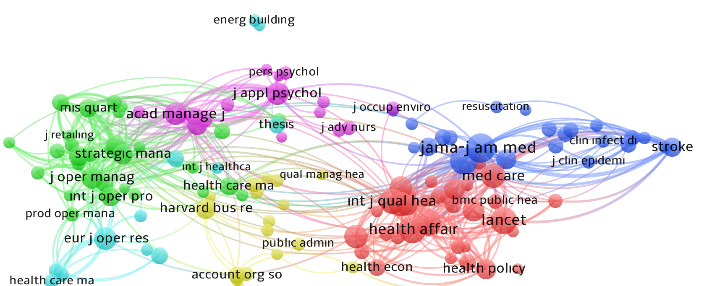 energ building
pers psychol
j appl psychol
mis quart
acad manage j
j occup enviro
resuscitation
thesis
j adv nurs
j retailing
strategic mana
jama-j am med
clin infect di
stroke
int j healthca
j clin epidemi
j oper manag
qual manag hea
med care
health care ma
int j oper pro
int j qual hea
bmc public hea
prod oper mana
harvard bus re
lancet
health affair
eur j oper res
public admin
health econ
health policy
account org so
health care ma